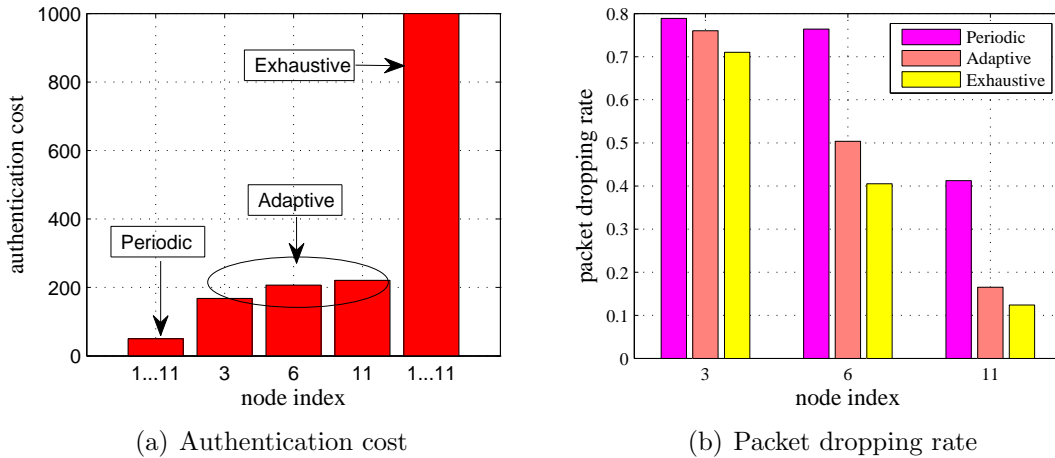 1000
800
600
400
200
0
authentication cost
Exhaustive
Adaptive
Periodic
1...11 3 6 11 1...11
node index
(a) Authentication cost
0.8
0.7
0.6
0.5
0.4
0.3
0.2
0.1
0
packet dropping rate
Periodic
Adaptive
Exhaustive
3 6 11
node index
(b) Packet dropping rate